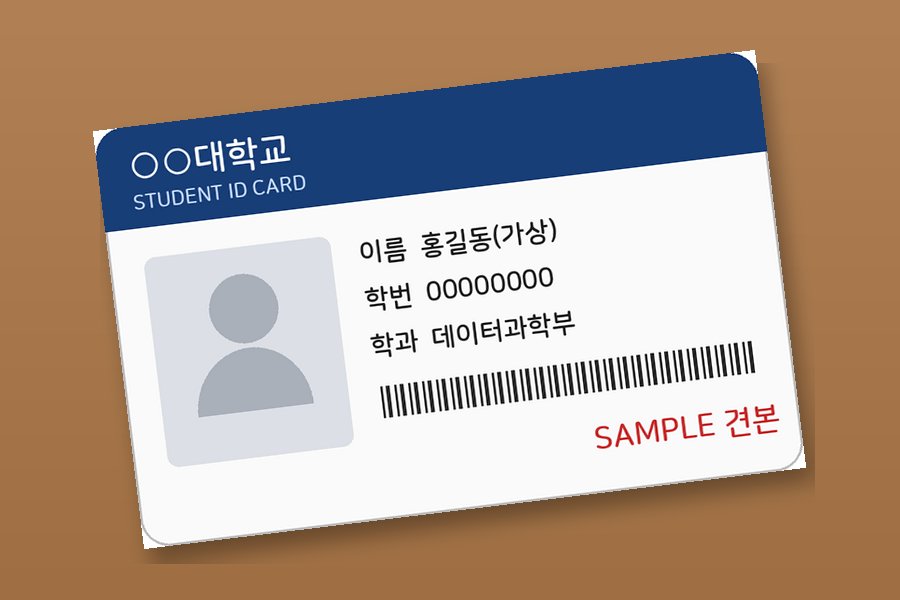 ○○대학교
STUDENT ID CARD
이름 홍길동(가상)
학번 00000000
학과 데이터과학부
SAMPLE 견본